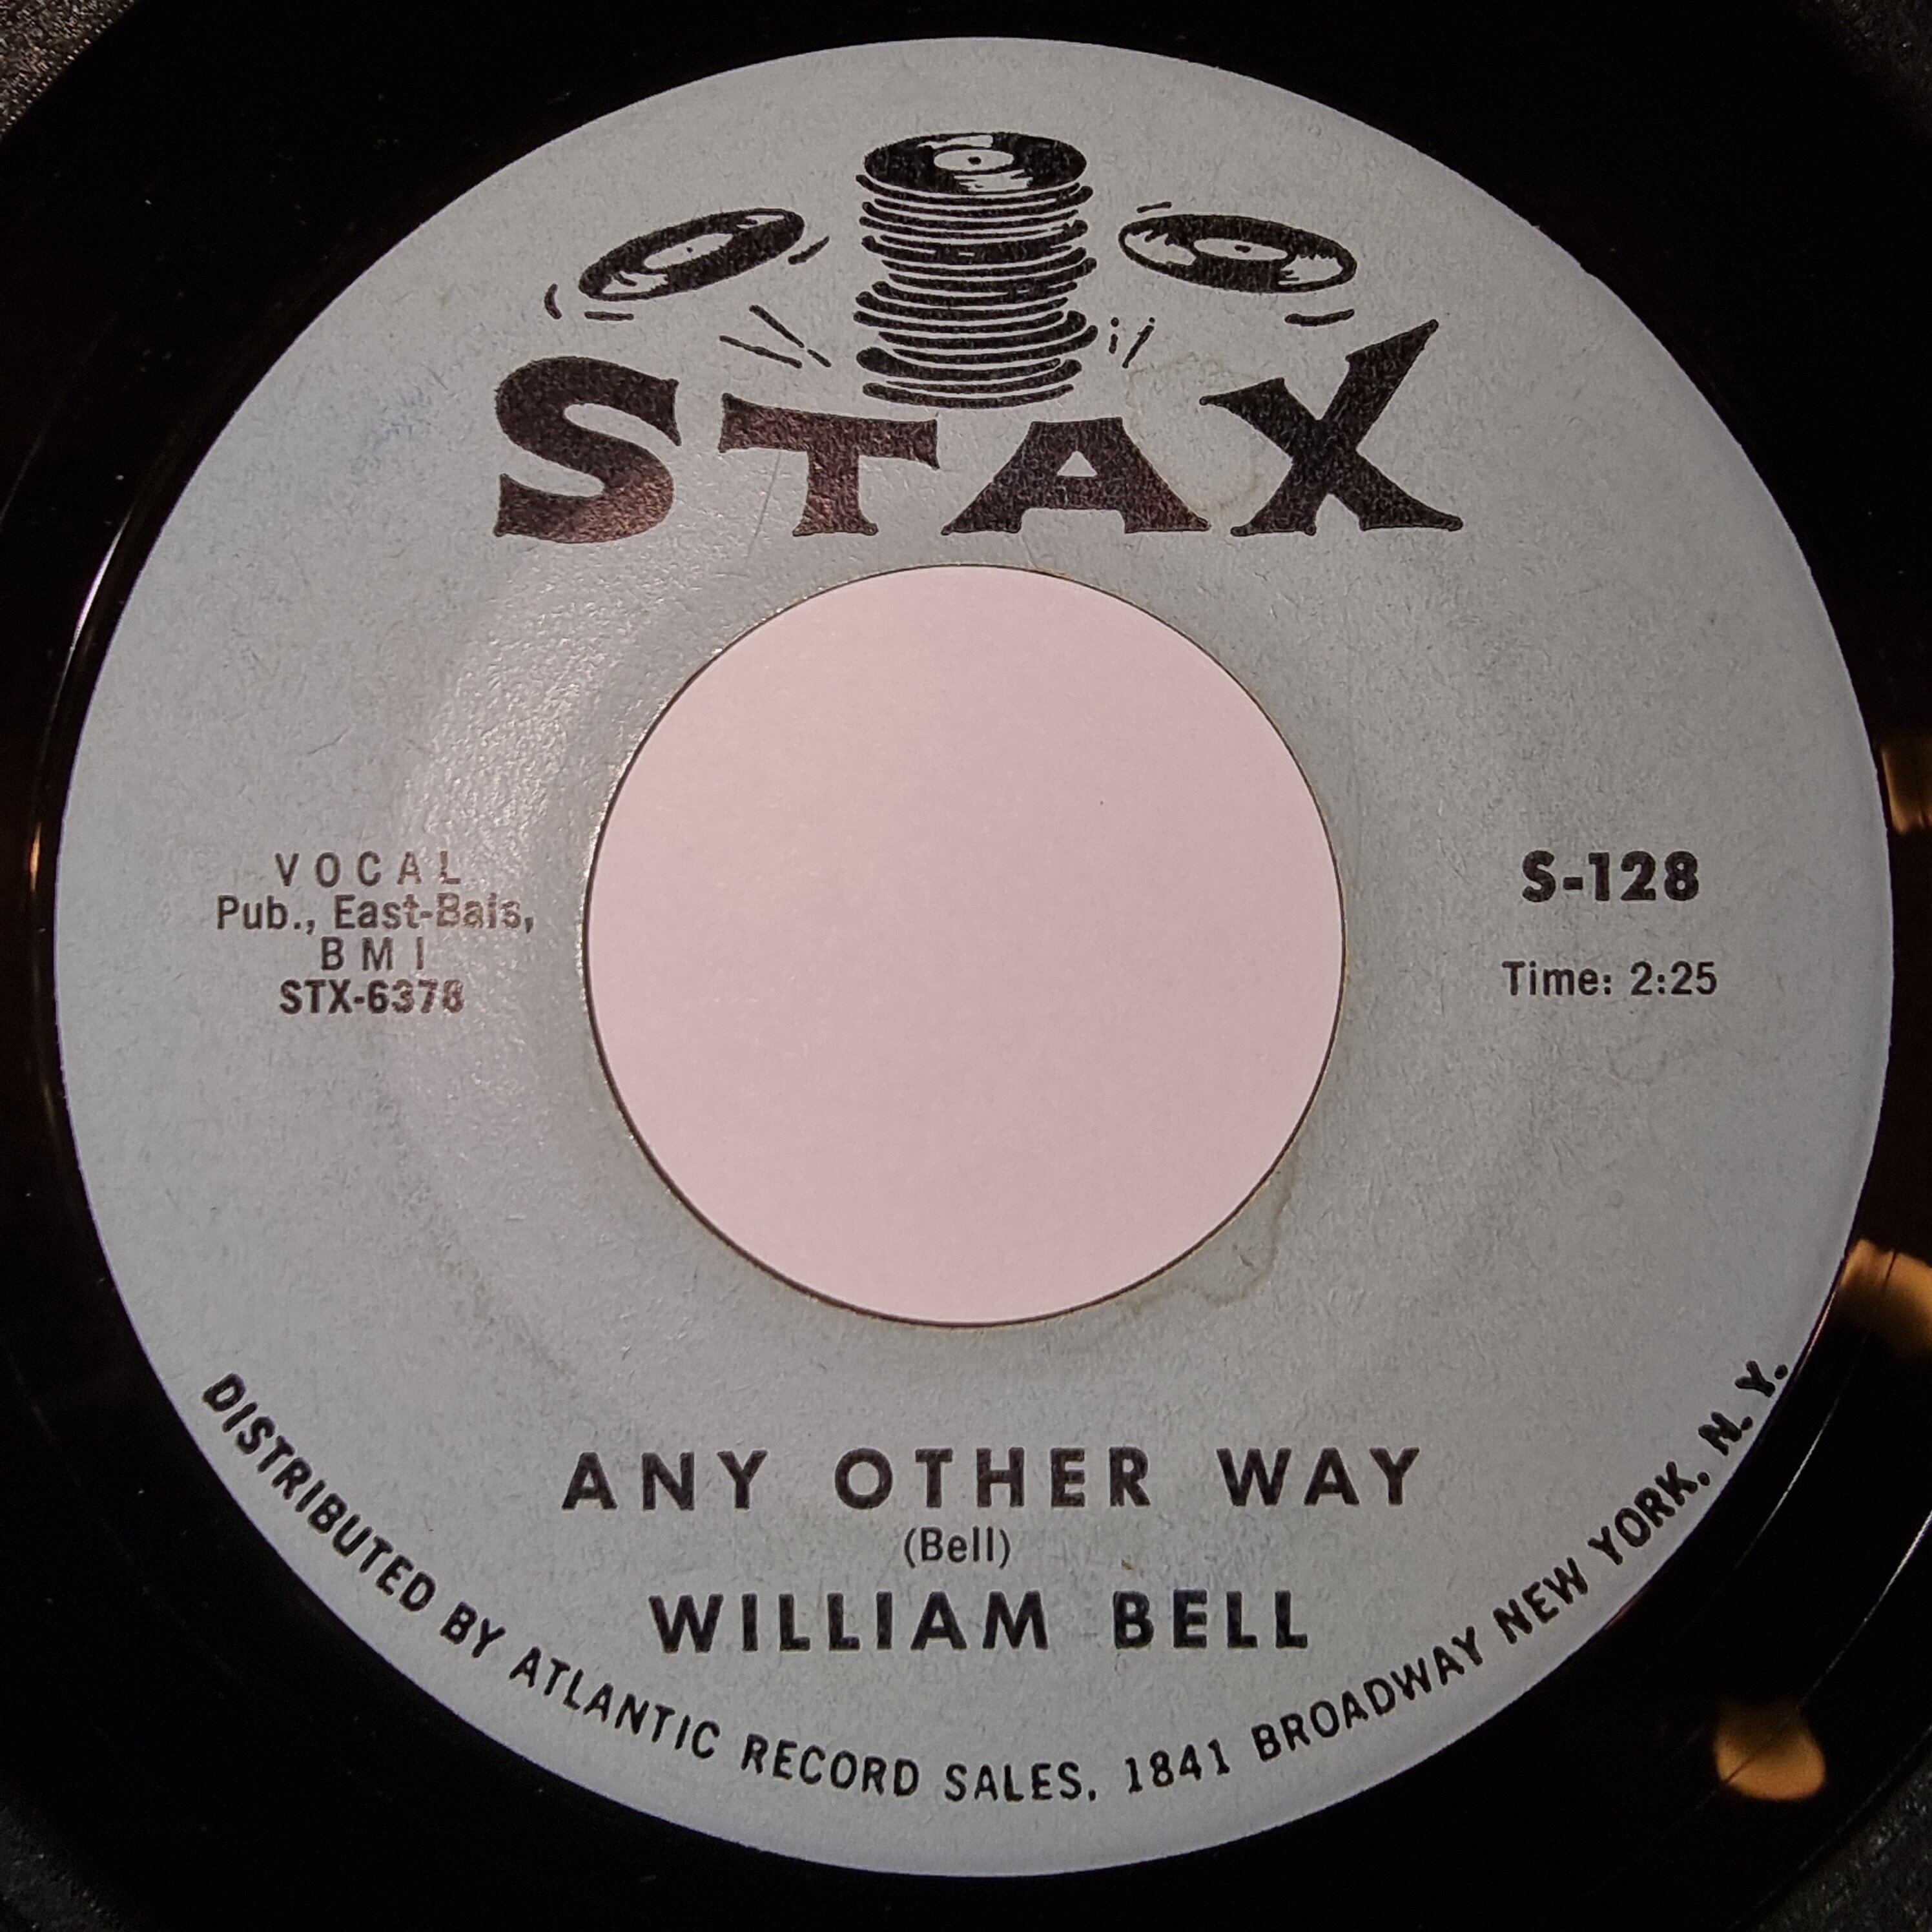 STAX
VOCAL
Pub., East-Bais,
BMI
STX-6378
S-128
Time: 2:25
ANY OTHER WAY
(Bell)
WILLIAM BELL
DISTRIBUTED BY ATLANTIC RECORD SALES, 1841 BROADWAY NEW YORK, N. Y.